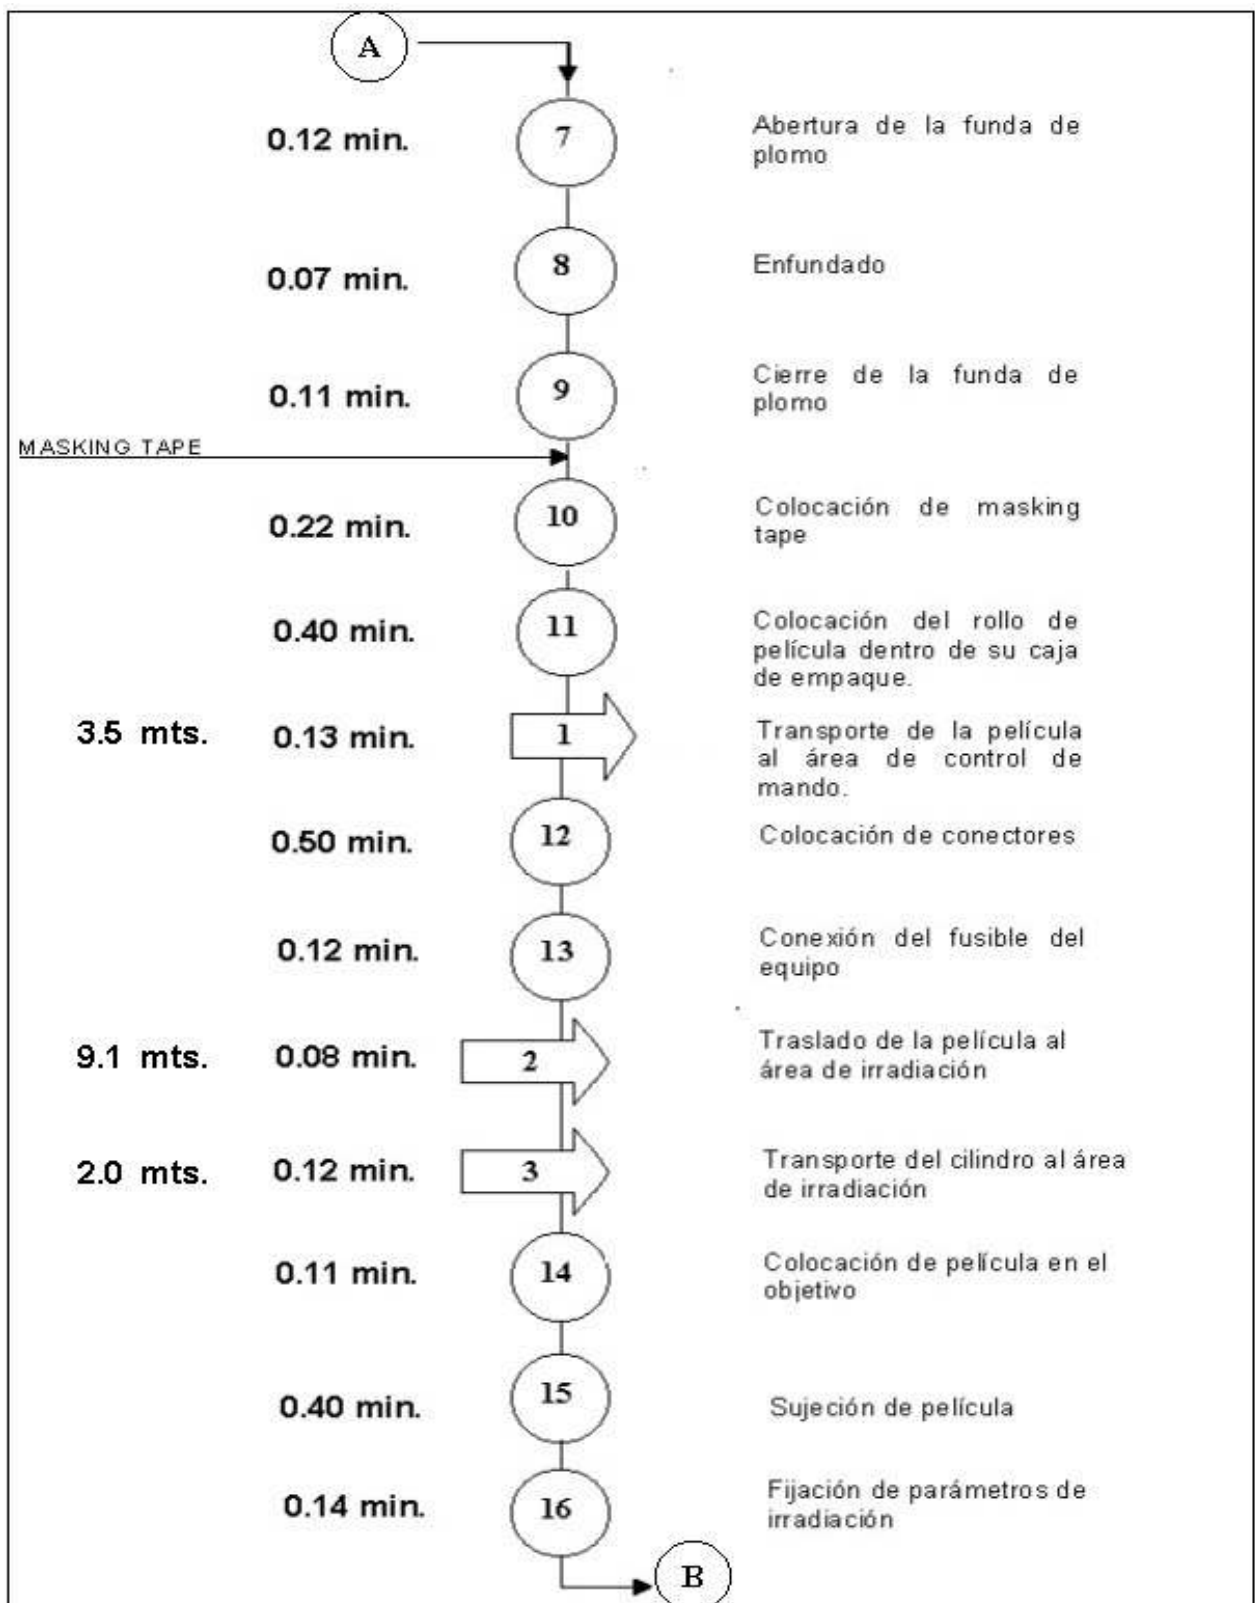 A
0.12 min.
7
Abertura de la funda de
plomo
0.07 min.
8
Enfundado
0.11 min.
9
Cierre de la funda de
plomo
MASKING TAPE
0.22 min.
10
Colocación de masking
tape
0.40 min.
11
Colocación del rollo de
película dentro de su caja
de empaque.
3.5 mts.
0.13 min.
1
Transporte de la película
al área de control de
mando.
0.50 min.
12
Colocación de conectores
0.12 min.
13
Conexión del fusible del
equipo
9.1 mts.
0.08 min.
2
Traslado de la película al
área de irradiación
2.0 mts.
0.12 min.
3
Transporte del cilindro al área
de irradiación
0.11 min.
14
Colocación de película en el
objetivo
0.40 min.
15
Sujeción de película
0.14 min.
16
Fijación de parámetros de
irradiación
B